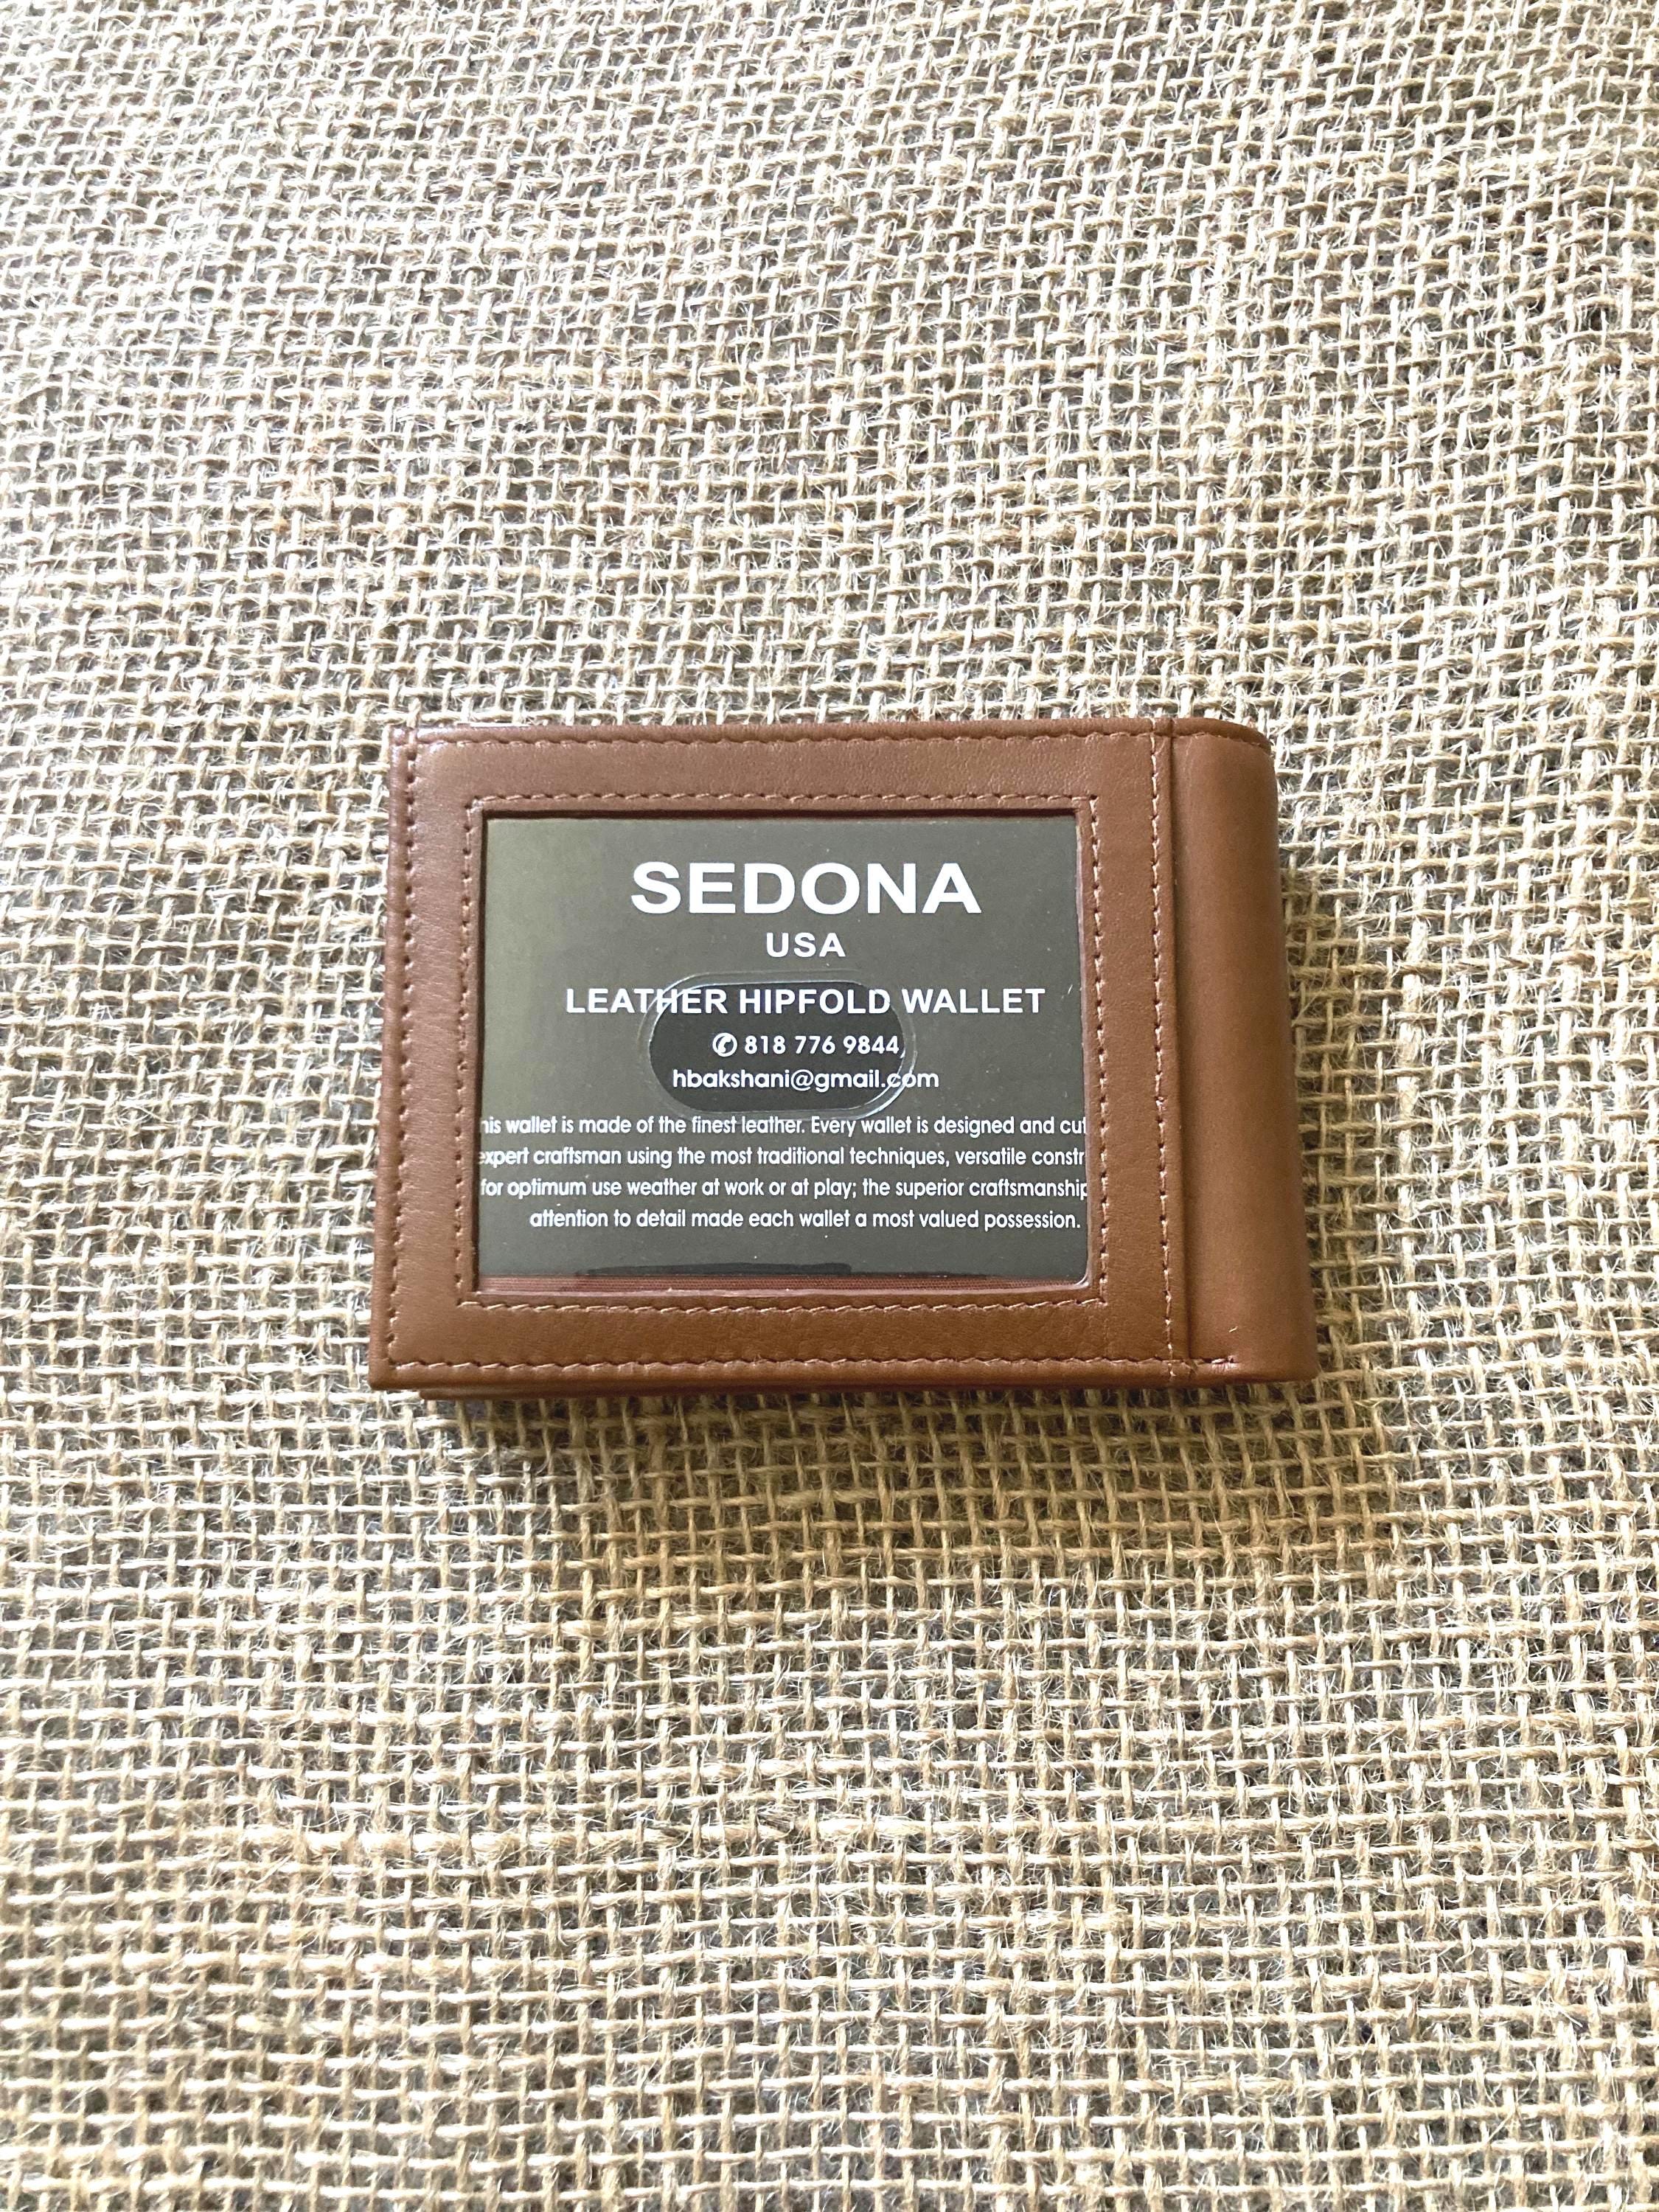 SEDONA
USA
LEATHER HIPFOLD WALLET
✆ 818 776 9844
hbakshani@gmail.com
his wallet is made of the finest leather. Every wallet is designed and cut
expert craftsman using the most traditional techniques, versatile constr
for optimum use weather at work or at play; the superior craftsmanship
attention to detail made each wallet a most valued possession.